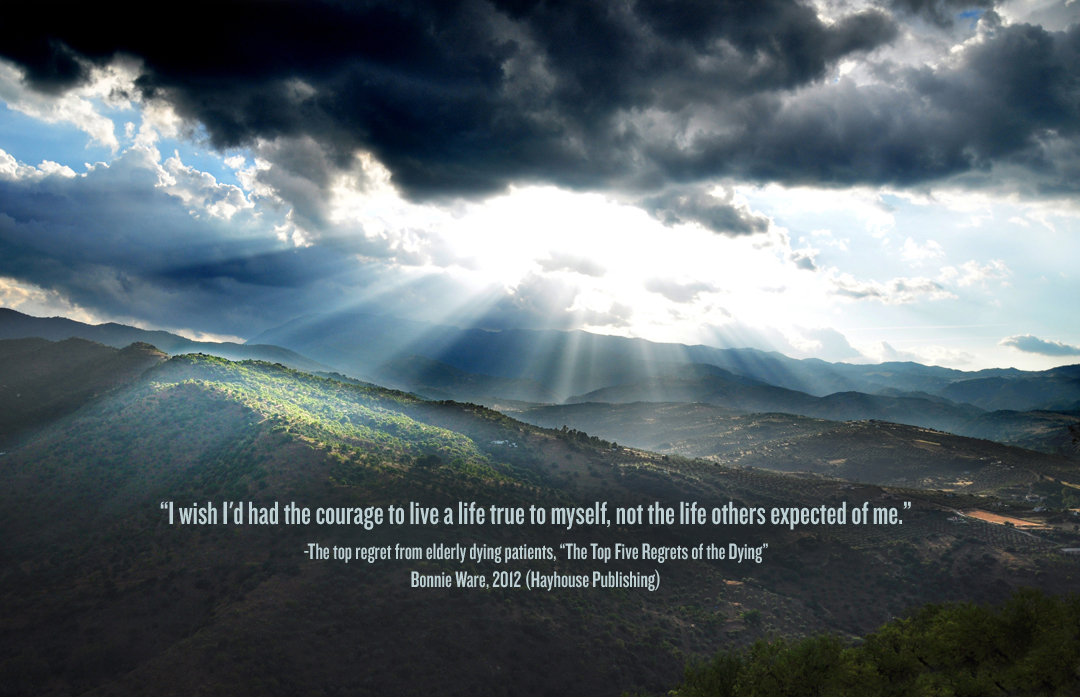 “I wish I’d had the courage to live a life true to myself, not the life others expected of me.”
-The top regret from elderly dying patients, “The Top Five Regrets of the Dying”
Bonnie Ware, 2012 (Hayhouse Publishing)